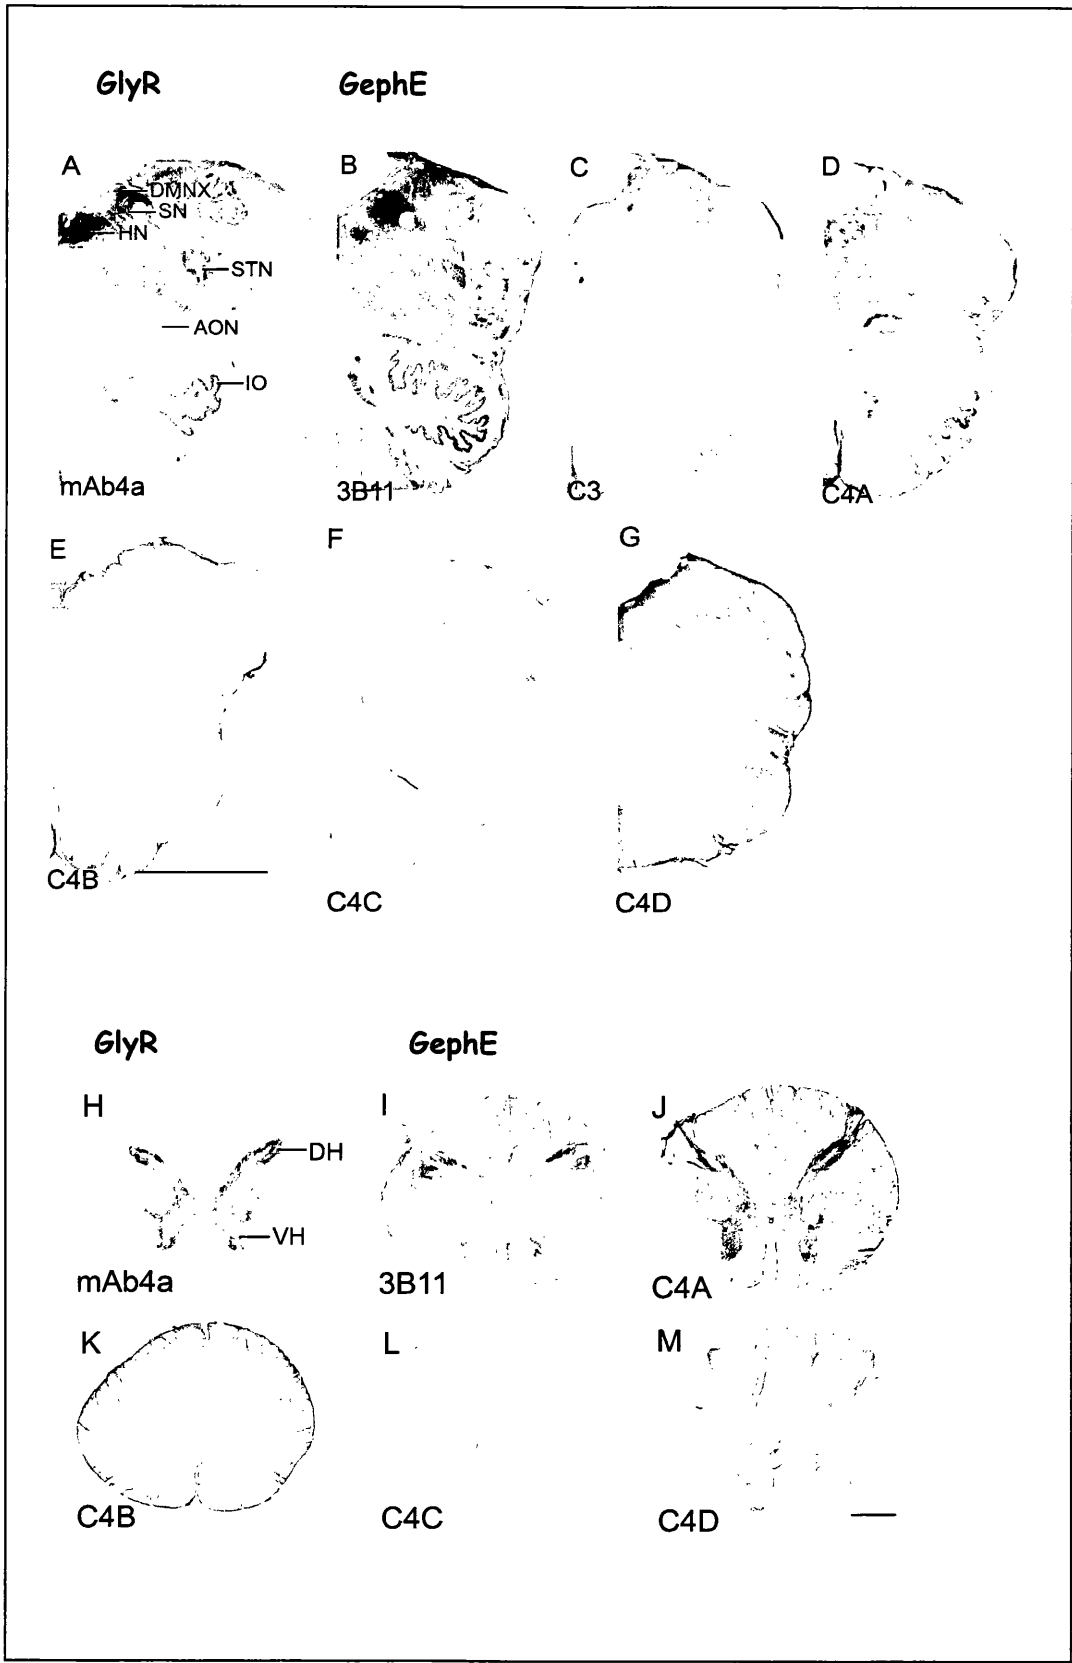 GlyR GephE
A B C D
DMNX
SN
HN
STN
AON
IO
mAb4a 3B11 C3 C4A
E F G
C4B C4C C4D
GlyR GephE
H I J
DH
VH
mAb4a 3B11 C4A
K L M
C4B C4C C4D